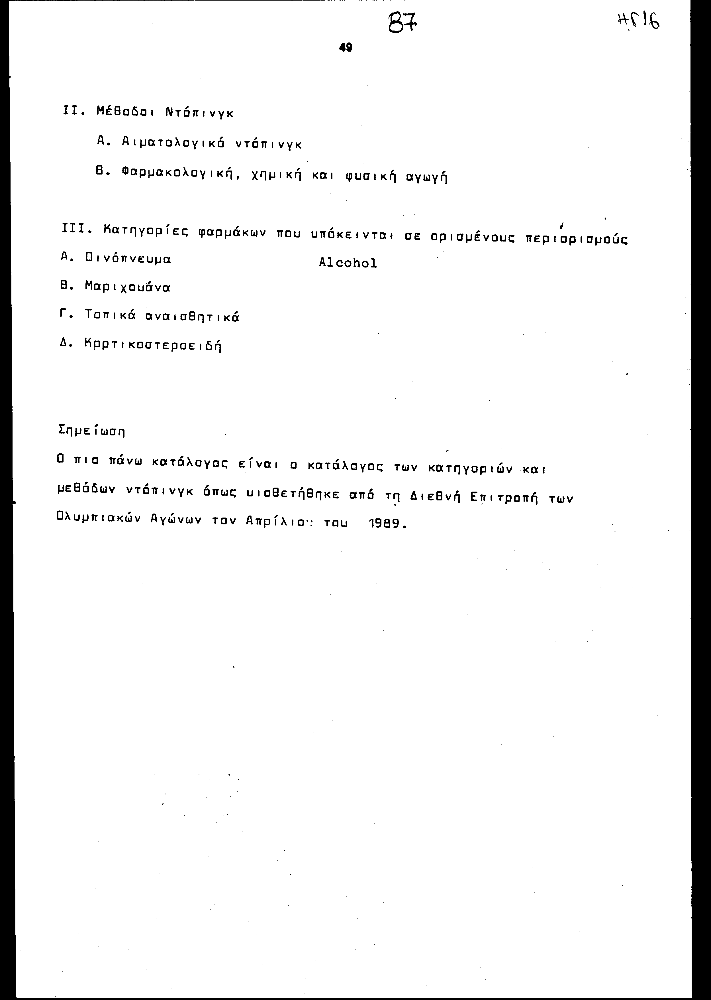 87
49
II. Μέθοδοι Ντόπινγκ
Α. Αιματολογικό ντόπινγκ
Β. Φαρμακολογική, χημική και φυσική αγωγή
III. Κατηγορίες φαρμάκων που υπόκεινται σε ορισμένους περιορισμούς
Α. Οινόπνευμα Alcohol
Β. Μαριχουάνα
Γ. Τοπικά αναισθητικά
Δ. Κρρτικοστεροειδή
Σημείωση
Ο πιο πάνω κατάλογος είναι ο κατάλογος των κατηγοριών και
μεθόδων ντόπινγκ όπως υιοθετήθηκε από τη Διεθνή Επιτροπή των
Ολυμπιακών Αγώνων τον Απρίλιου του 1989.